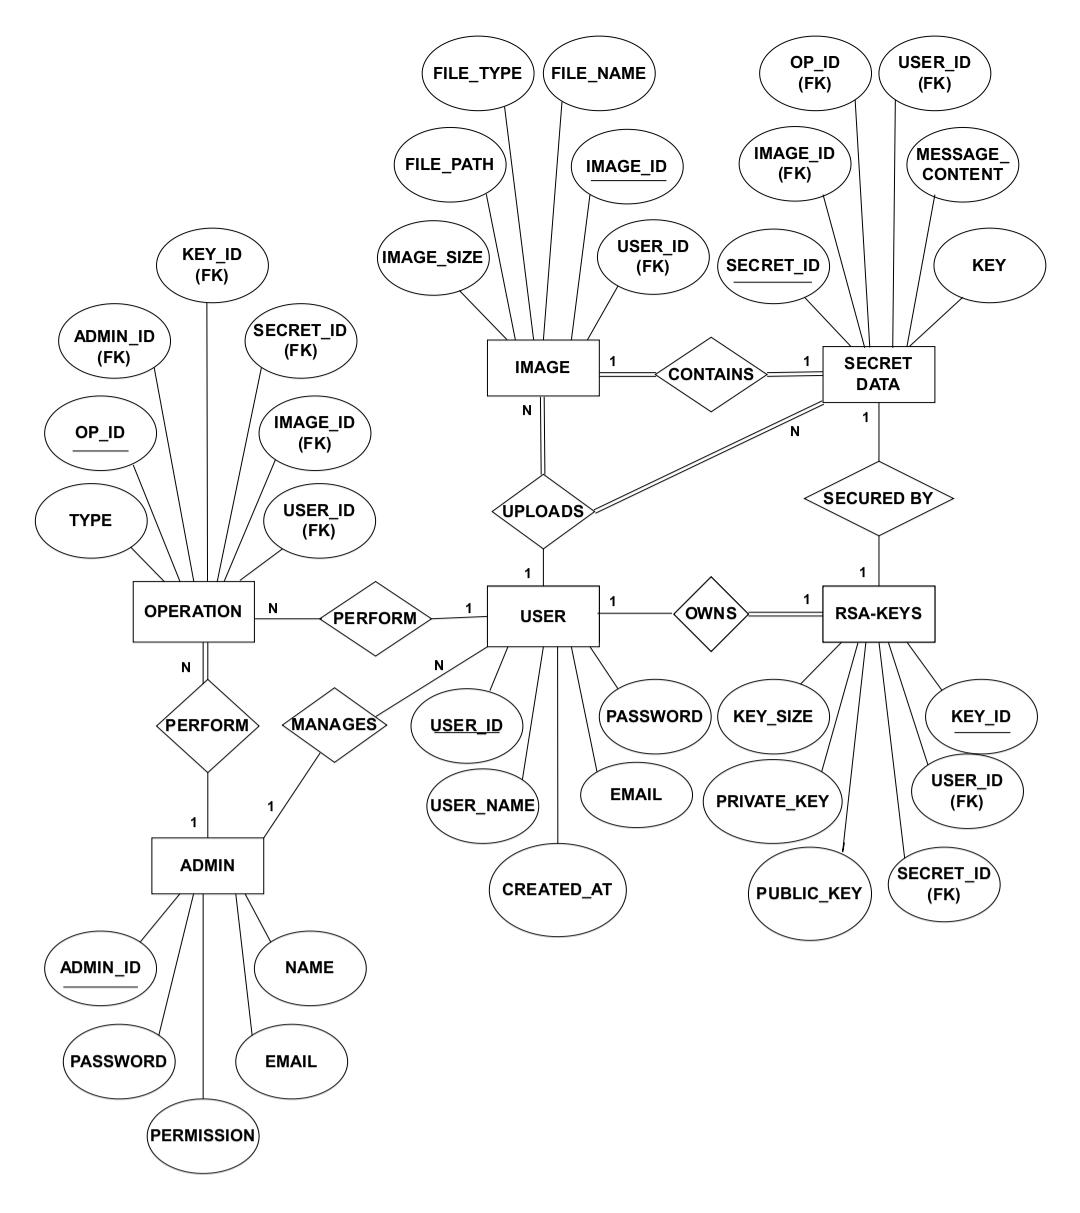 FILE_TYPE
FILE_NAME
OP_ID
(FK)
USER_ID
(FK)
FILE_PATH
IMAGE_ID
IMAGE_ID
(FK)
MESSAGE_
CONTENT
IMAGE_SIZE
USER_ID
(FK)
SECRET_ID
KEY
KEY_ID
(FK)
ADMIN_ID
(FK)
SECRET_ID
(FK)
OP_ID
IMAGE_ID
(FK)
TYPE
USER_ID
(FK)
IMAGE
1
CONTAINS
1
SECRET
DATA
N
N
1
UPLOADS
SECURED BY
1
1
OPERATION
N
PERFORM
1
USER
1
OWNS
1
RSA-KEYS
N
N
PERFORM
MANAGES
1
1
USER_ID
PASSWORD
USER_NAME
EMAIL
CREATED_AT
KEY_SIZE
KEY_ID
PRIVATE_KEY
USER_ID
(FK)
PUBLIC_KEY
SECRET_ID
(FK)
ADMIN
ADMIN_ID
NAME
PASSWORD
EMAIL
PERMISSION